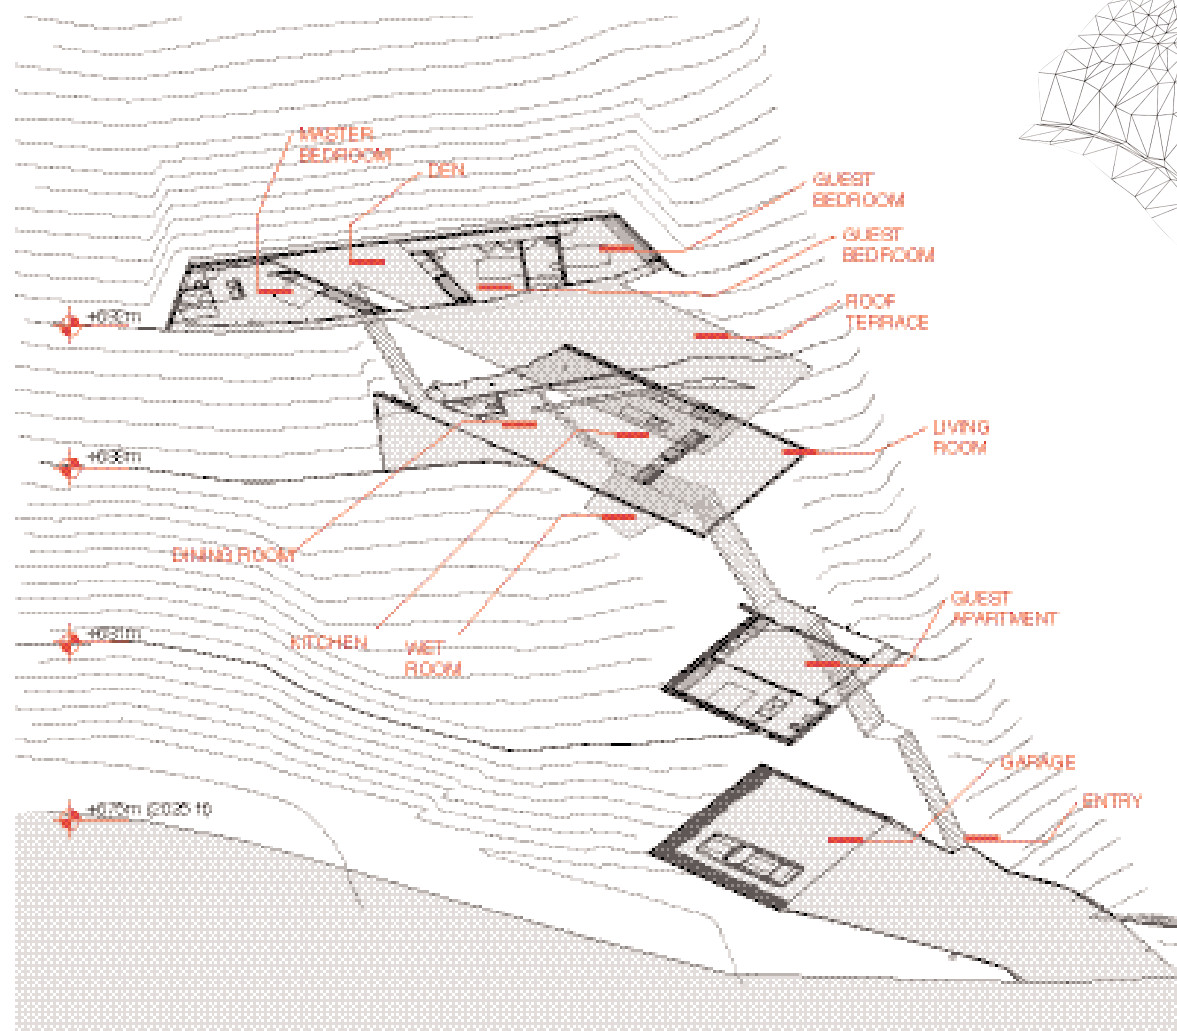 MASTER
BEDROOM
DEN
GUEST
BEDROOM
GUEST
BEDROOM
ROOF
TERRACE
LIVING
ROOM
DINING ROOM
KITCHEN
WET
ROOM
GUEST
APARTMENT
GARAGE
ENTRY